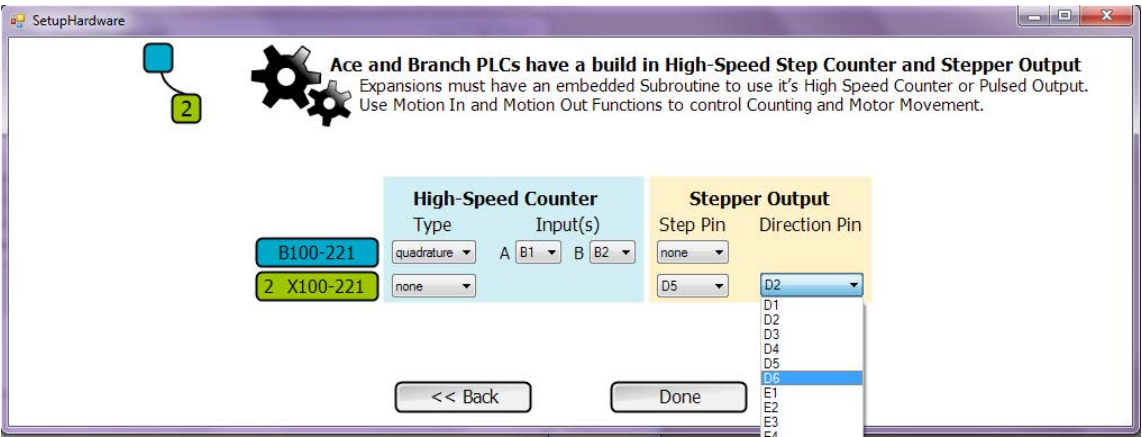 SetupHardware
2
Ace and Branch PLCs have a build in High-Speed Step Counter and Stepper Output
Expansions must have an embedded Subroutine to use it's High Speed Counter or Pulsed Output.
Use Motion In and Motion Out Functions to control Counting and Motor Movement.
High-Speed Counter Stepper Output
Type Input(s) Step Pin Direction Pin
B100-221 quadrature A B1 B B2 none
2 X100-221 none D5 D2
D1
D2
D3
D4
D5
D6
E1
E2
E3
E4
<< Back Done